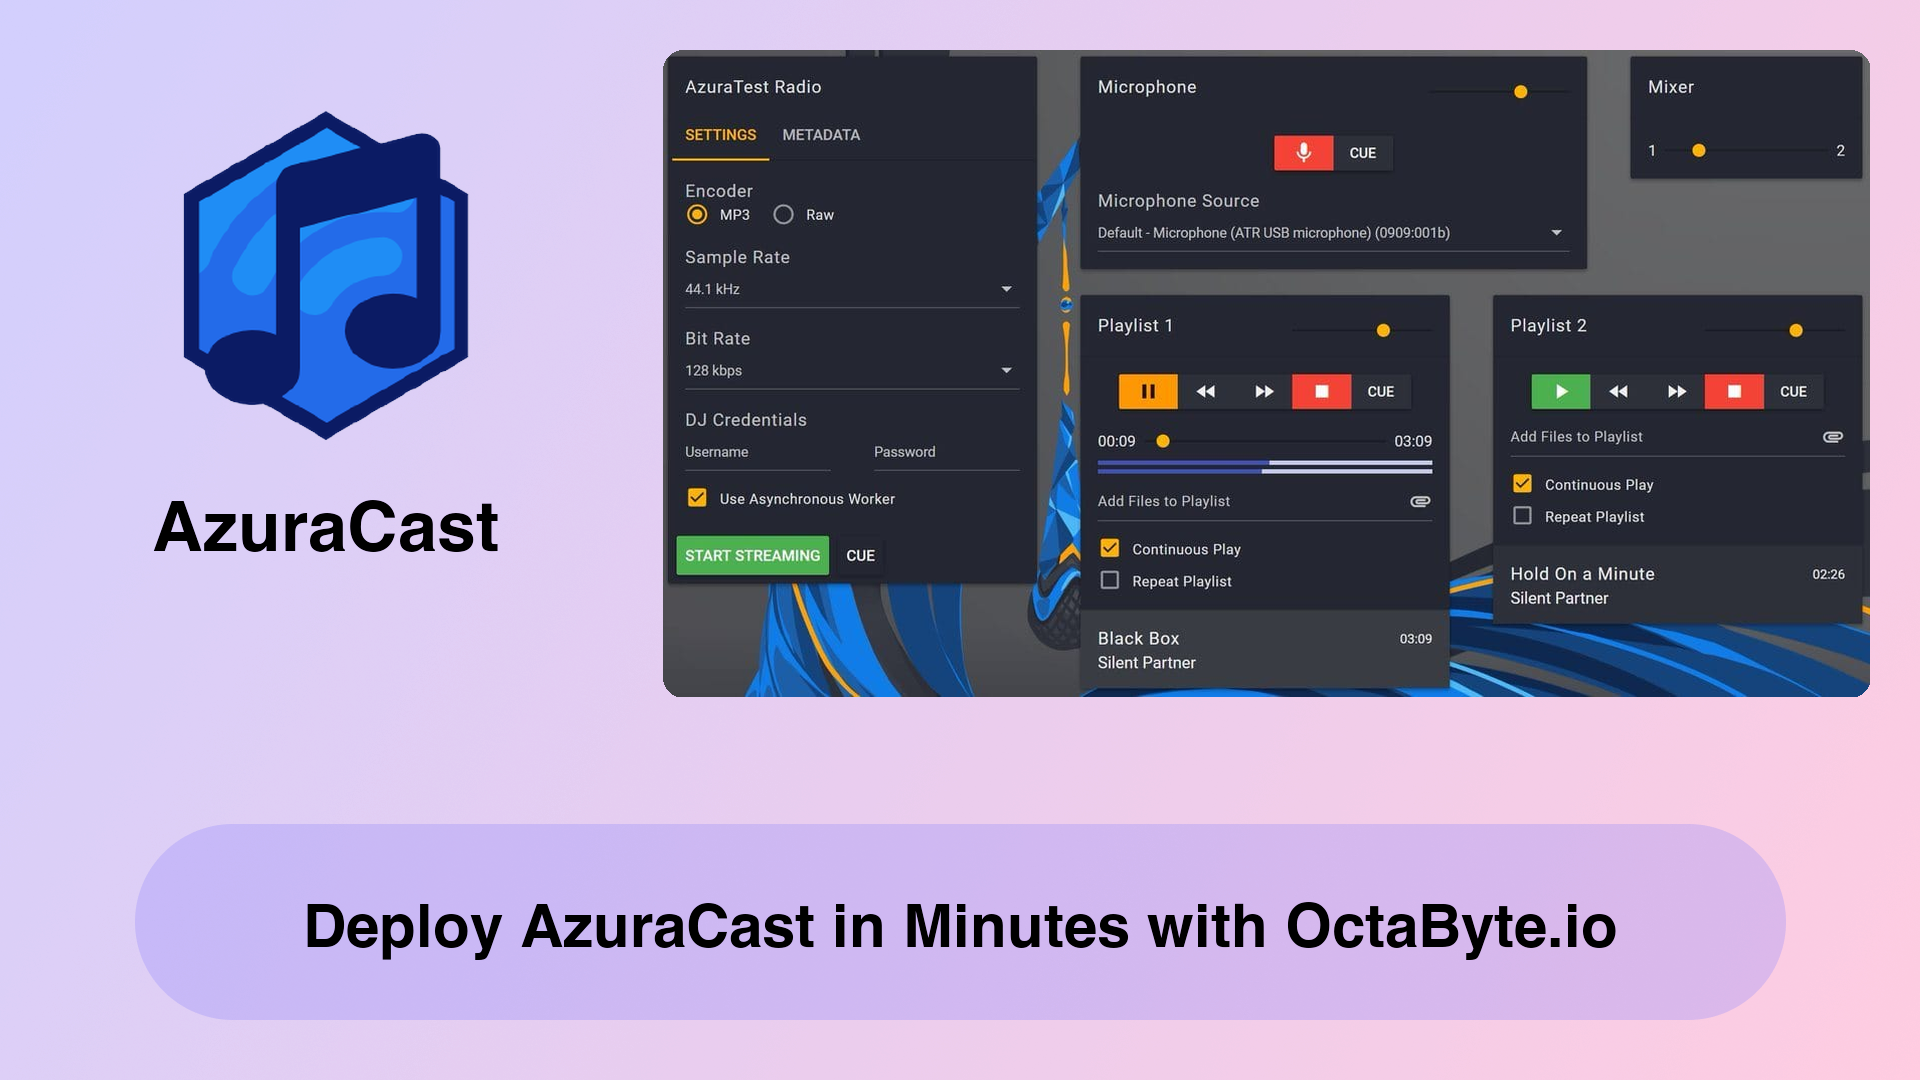 AzuraCast
AzuraTest Radio
SETTINGS METADATA
Encoder
MP3 Raw
Sample Rate
44.1 kHz
Bit Rate
128 kbps
DJ Credentials
Username Password
Use Asynchronous Worker
START STREAMING CUE
Microphone
CUE
Microphone Source
Default - Microphone (ATR USB microphone) (0909:001b)
Mixer
1 2
Playlist 1
CUE
00:09 03:09
Add Files to Playlist
Continuous Play
Repeat Playlist
Black Box 03:09
Silent Partner
Playlist 2
CUE
Add Files to Playlist
Continuous Play
Repeat Playlist
Hold On a Minute 02:26
Silent Partner
Deploy AzuraCast in Minutes with OctaByte.io